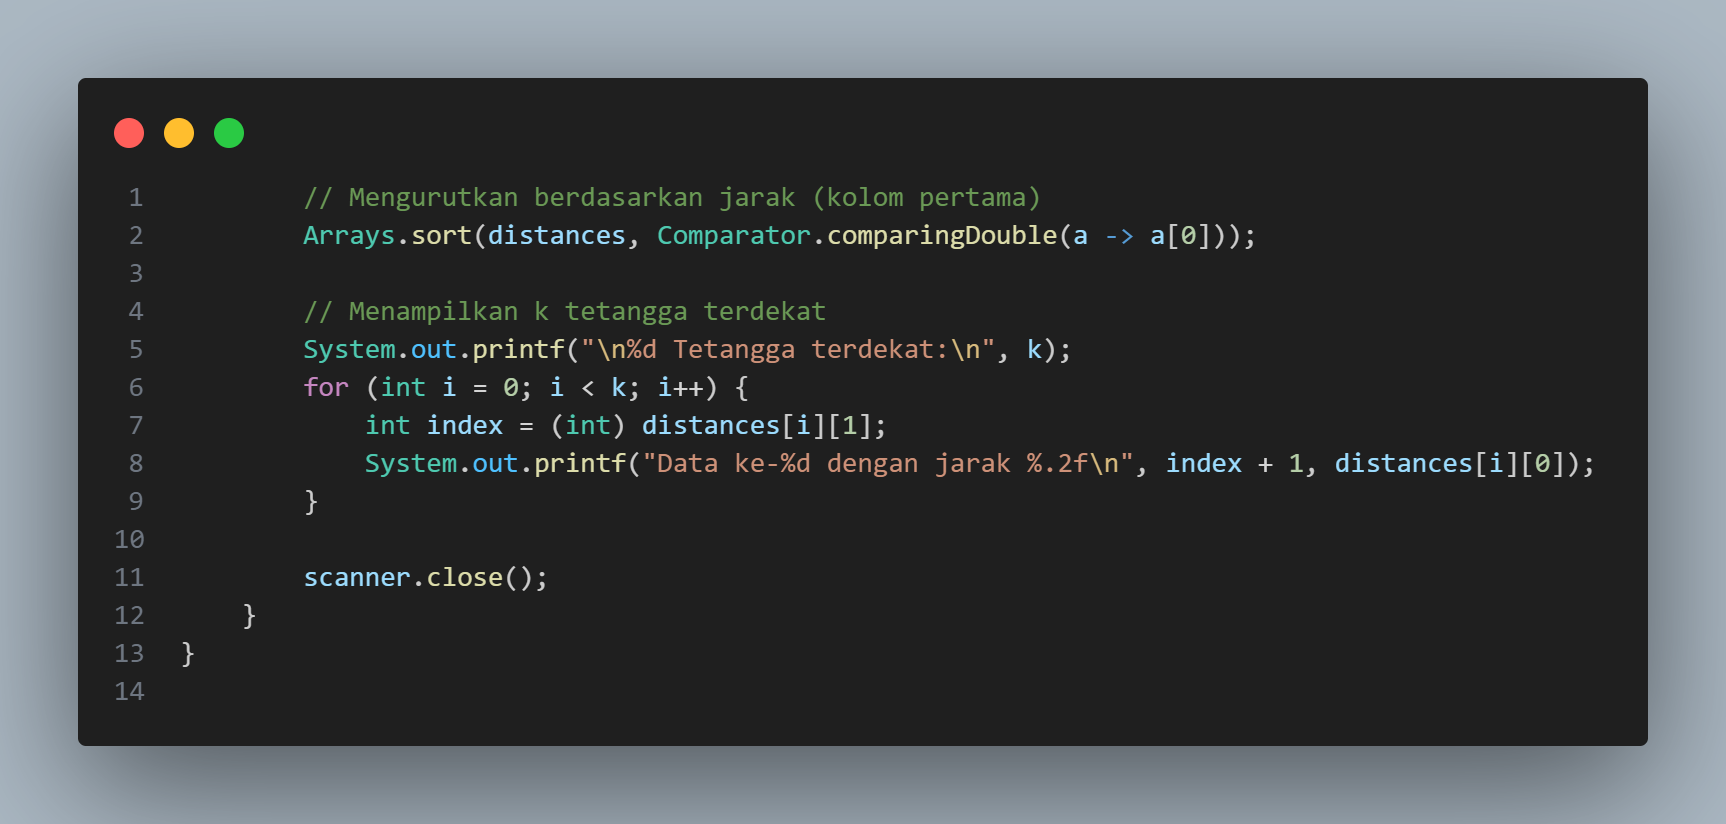 1 // Mengurutkan berdasarkan jarak (kolom pertama)
2 Arrays.sort(distances, Comparator.comparingDouble(a -> a[0]));
3
4 // Menampilkan k tetangga terdekat
5 System.out.printf("\n%d Tetangga terdekat:\n", k);
6 for (int i = 0; i < k; i++) {
7 int index = (int) distances[i][1];
8 System.out.printf("Data ke-%d dengan jarak %.2f\n", index + 1, distances[i][0]);
9 }
10
11 scanner.close();
12 }
13 }
14